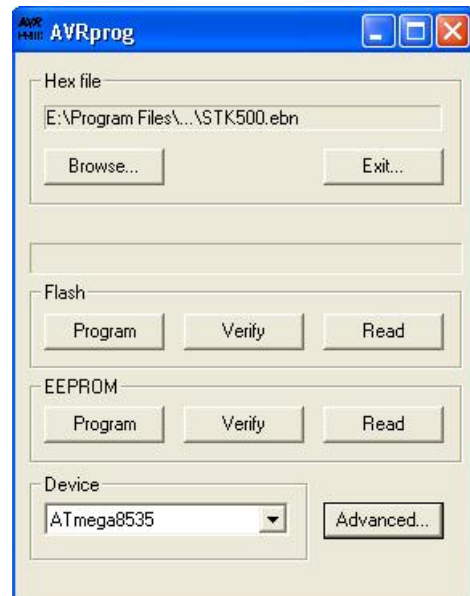 AVR
PROG
AVRprog
Hex file
E:\Program Files\...\STK500.ebn
Browse...
Exit...
Flash
Program Verify Read
EEPROM
Program Verify Read
Device
ATmega8535
Advanced...